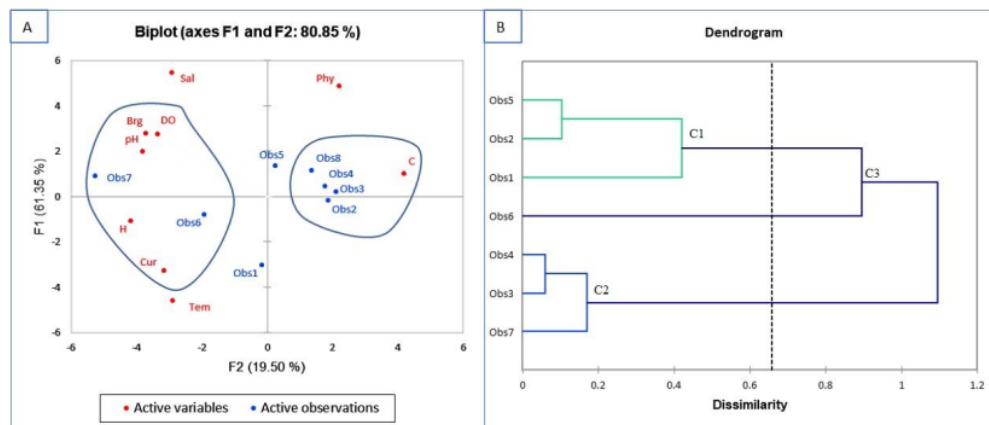 A
Biplot (axes F1 and F2: 80.85 %)
6
4
2
0
-2
-4
-6
F1 (61.35 %)
Sal
Phy
Brg
DO
pH
Obs7
Obs5
Obs8
Obs4
C
Obs3
Obs2
H
Obs6
Cur
Obs1
Tem
-6
-4
-2
0
2
4
6
F2 (19.50 %)
Active variables
Active observations
B
Dendrogram
Obs5
Obs2
Obs1
Obs6
Obs4
Obs3
Obs7
C1
C3
C2
0
0.2
0.4
0.6
0.8
1
1.2
Dissimilarity